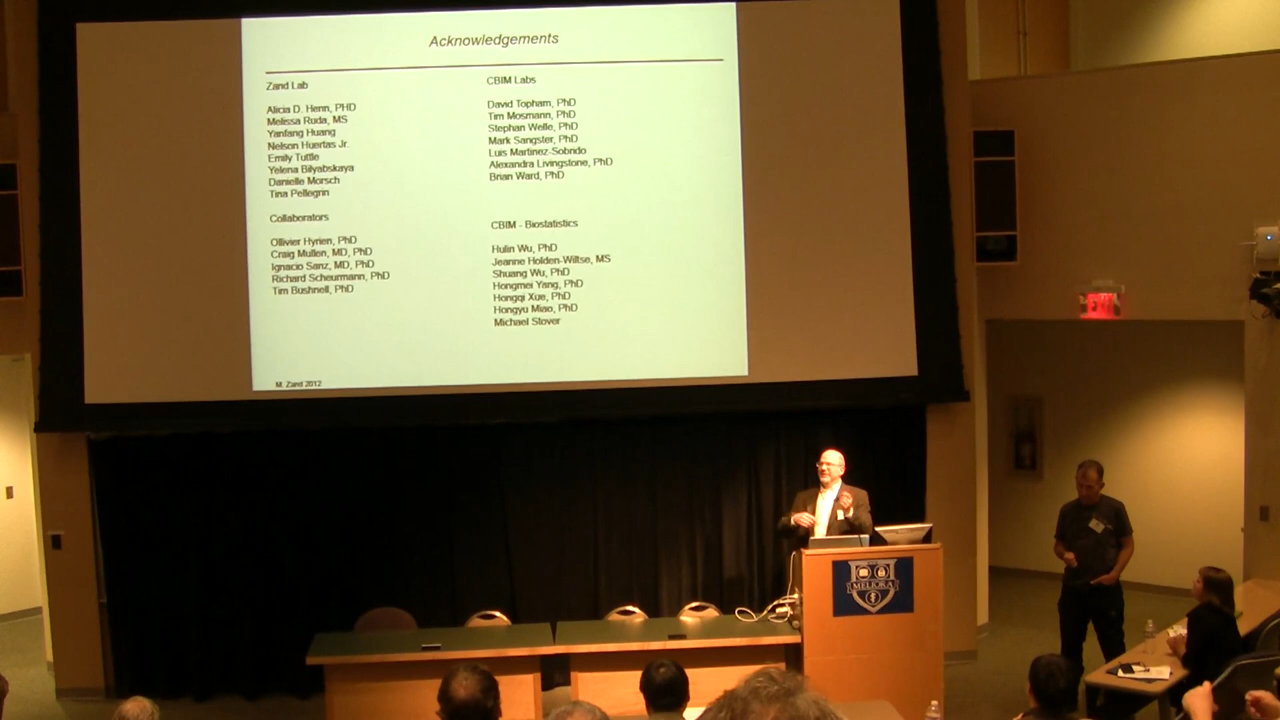 Acknowledgements
Zand Lab
Alicia D. Henn, PHD
Melissa Ruda, MS
Yanfang Huang
Nelson Huertas Jr.
Emily Tuttle
Yelena Bilyabskaya
Danielle Morsch
Tina Pellegrin
Collaborators
Ollivier Hyrien, PhD
Craig Mullen, MD, PhD
Ignacio Sanz, MD, PhD
Richard Scheurmann, PhD
Tim Bushnell, PhD
CBIM Labs
David Topham, PhD
Tim Mosmann, PhD
Stephan Welle, PhD
Mark Sangster, PhD
Luis Martinez-Sobrido
Alexandra Livingstone, PhD
Brian Ward, PhD
CBIM - Biostatistics
Hulin Wu, PhD
Jeanne Holden-Wiltse, MS
Shuang Wu, PhD
Hongmei Yang, PhD
Hongqi Xue, PhD
Hongyu Miao, PhD
Michael Stover
M. Zand 2012
EXIT
MELIORA